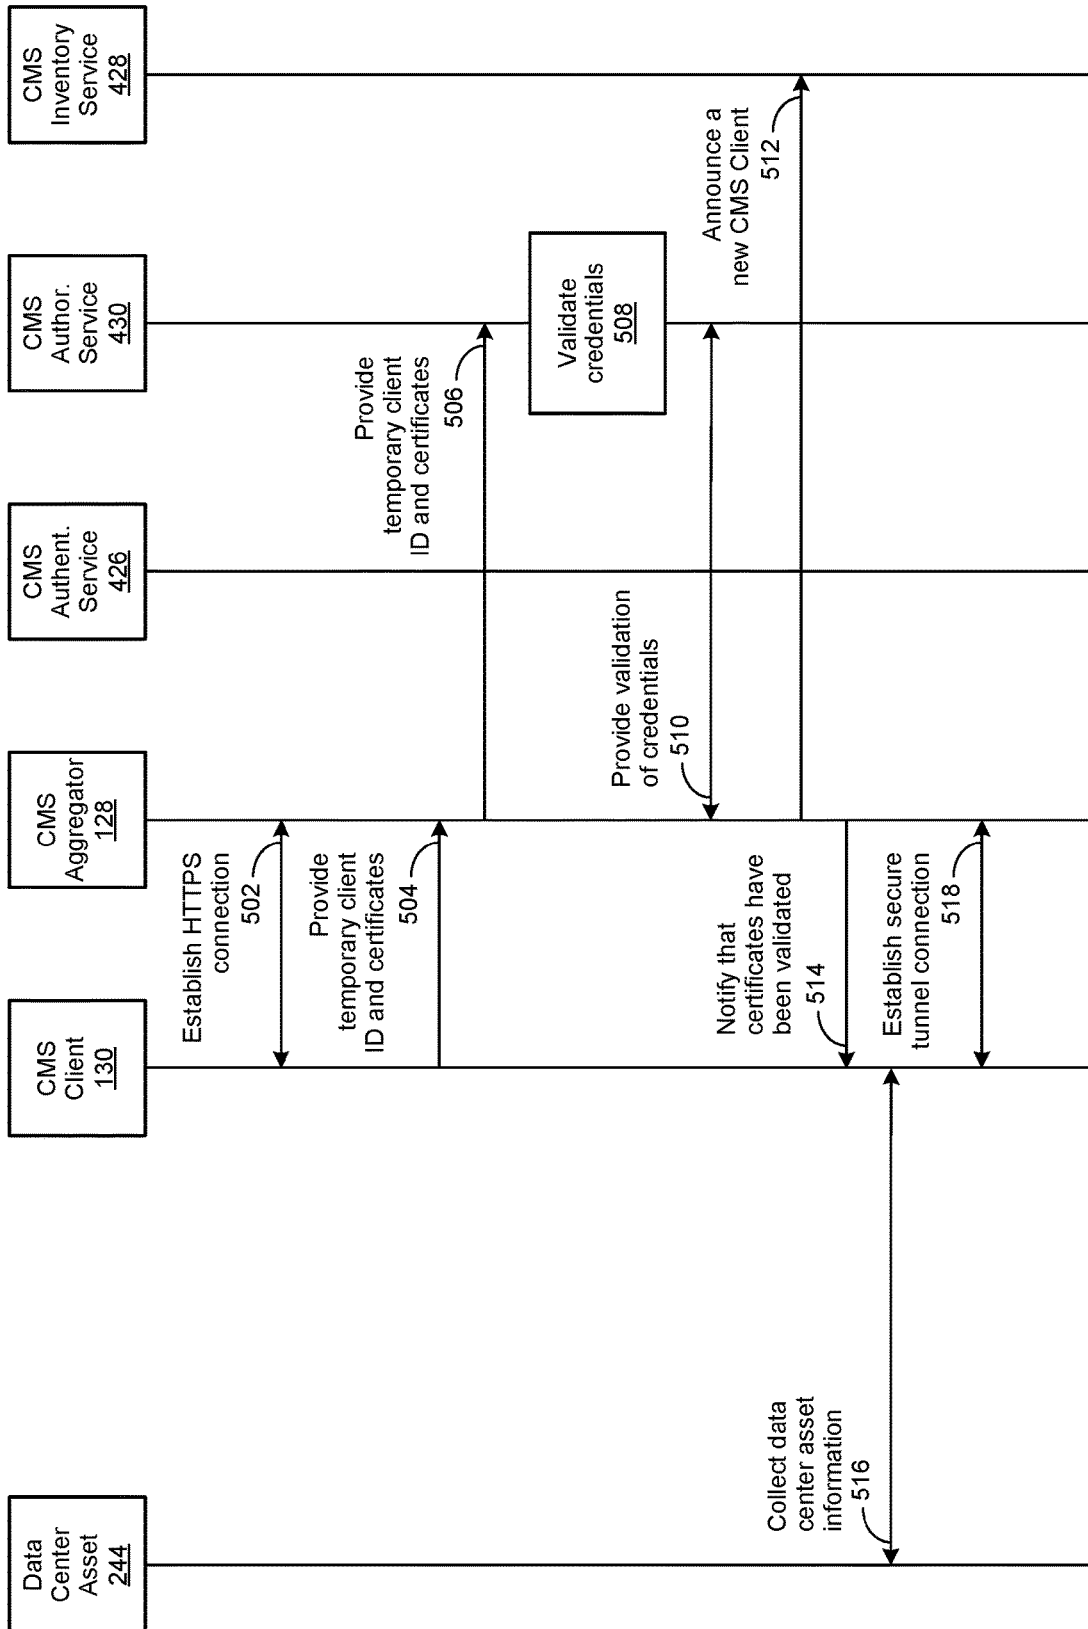 Data
Center
Asset
244
CMS
Client
130
CMS
Aggregator
128
CMS
Authent.
Service
426
CMS
Author.
Service
430
CMS
Inventory
Service
428
Establish HTTPS
connection
502
Provide
temporary client
ID and certificates
504
Provide
temporary client
ID and certificates
506
Validate
credentials
508
Provide validation
of credentials
510
Announce a
new CMS Client
512
Notify that
certificates have
been validated
514
Collect data
center asset
information
516
Establish secure
tunnel connection
518